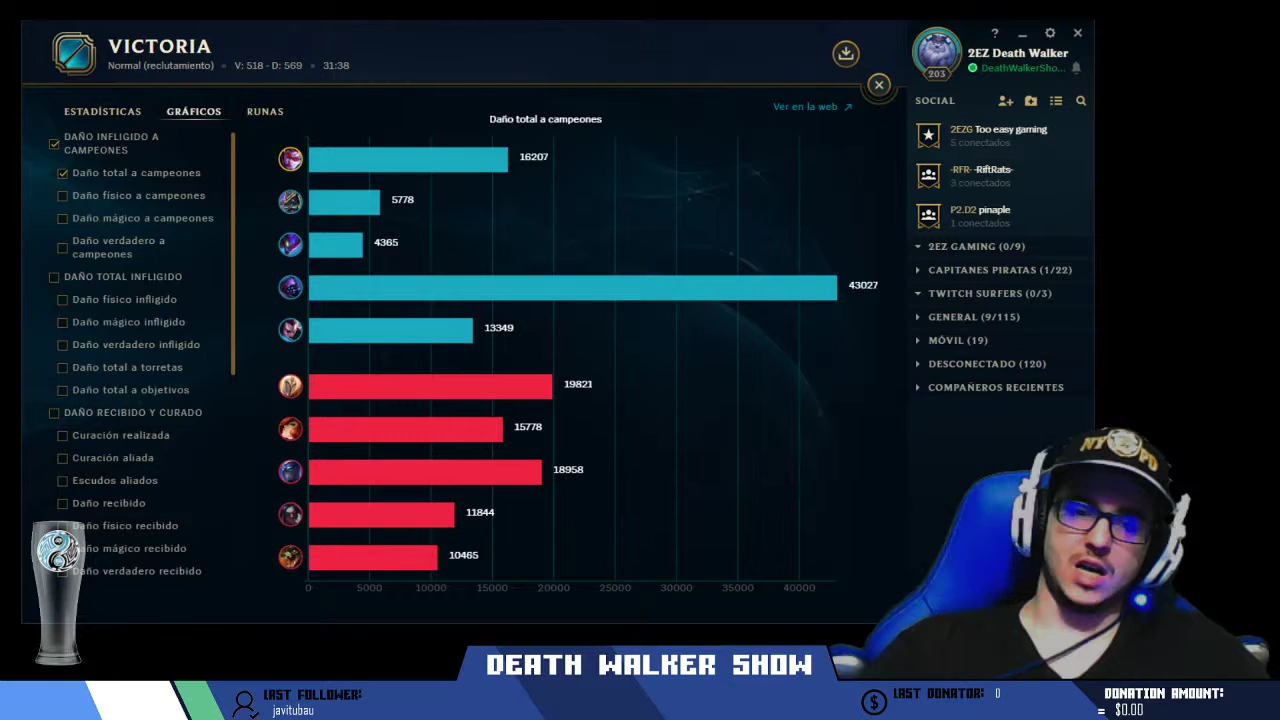 VICTORIA
Normal (reclutamiento) V: 518 - D: 569 31:38
ESTADÍSTICAS GRÁFICOS RUNAS
Ver en la web
Daño total a campeones
DAÑO INFLIGIDO A
CAMPEONES
Daño total a campeones
Daño físico a campeones
Daño mágico a campeones
Daño verdadero a
campeones
DAÑO TOTAL INFLIGIDO
Daño físico infligido
Daño mágico infligido
Daño verdadero infligido
Daño total a torretas
Daño total a objetivos
DAÑO RECIBIDO Y CURADO
Curación realizada
Curación aliada
Escudos aliados
Daño recibido
Daño físico recibido
Daño mágico recibido
Daño verdadero recibido
16207
5778
4365
43027
13349
19821
15778
18958
11844
10465
0 5000 10000 15000 20000 25000 30000 35000 40000
203
2EZ Death Walker
DeathWalkerSho...
SOCIAL
2EZG Too easy gaming
5 conectados
-RFR- -RiftRats-
3 conectados
P2.D2 pinaple
1 conectados
2EZ GAMING (0/9)
CAPITANES PIRATAS (1/22)
TWITCH SURFERS (0/3)
GENERAL (9/115)
MÓVIL (19)
DESCONECTADO (120)
COMPAÑEROS RECIENTES
NYPD
DEATH WALKER SHOW
LAST FOLLOWER:
javitubau
LAST DONATOR: 0
DONATION AMOUNT:
= $0.00